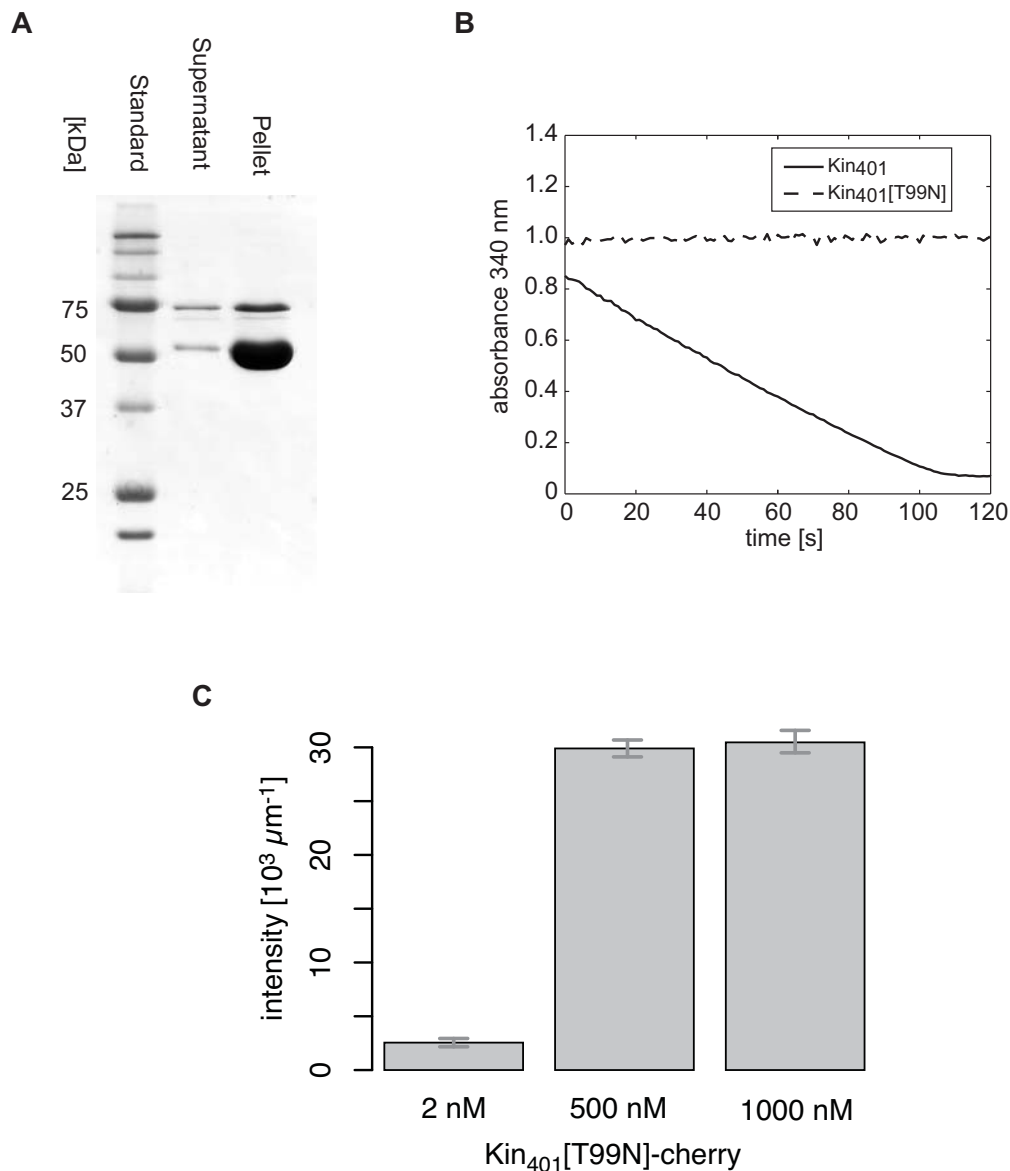 A
[kDa]
Standard
Supernatant
Pellet
75
50
37
25
B
absorbance 340 nm
1.4
1.2
1.0
0.8
0.6
0.4
0.2
0
Kin401
Kin401[T99N]
0 20 40 60 80 100 120
time [s]
C
intensity [10³ µm⁻¹]
30
20
10
0
2 nM 500 nM 1000 nM
Kin401[T99N]-cherry